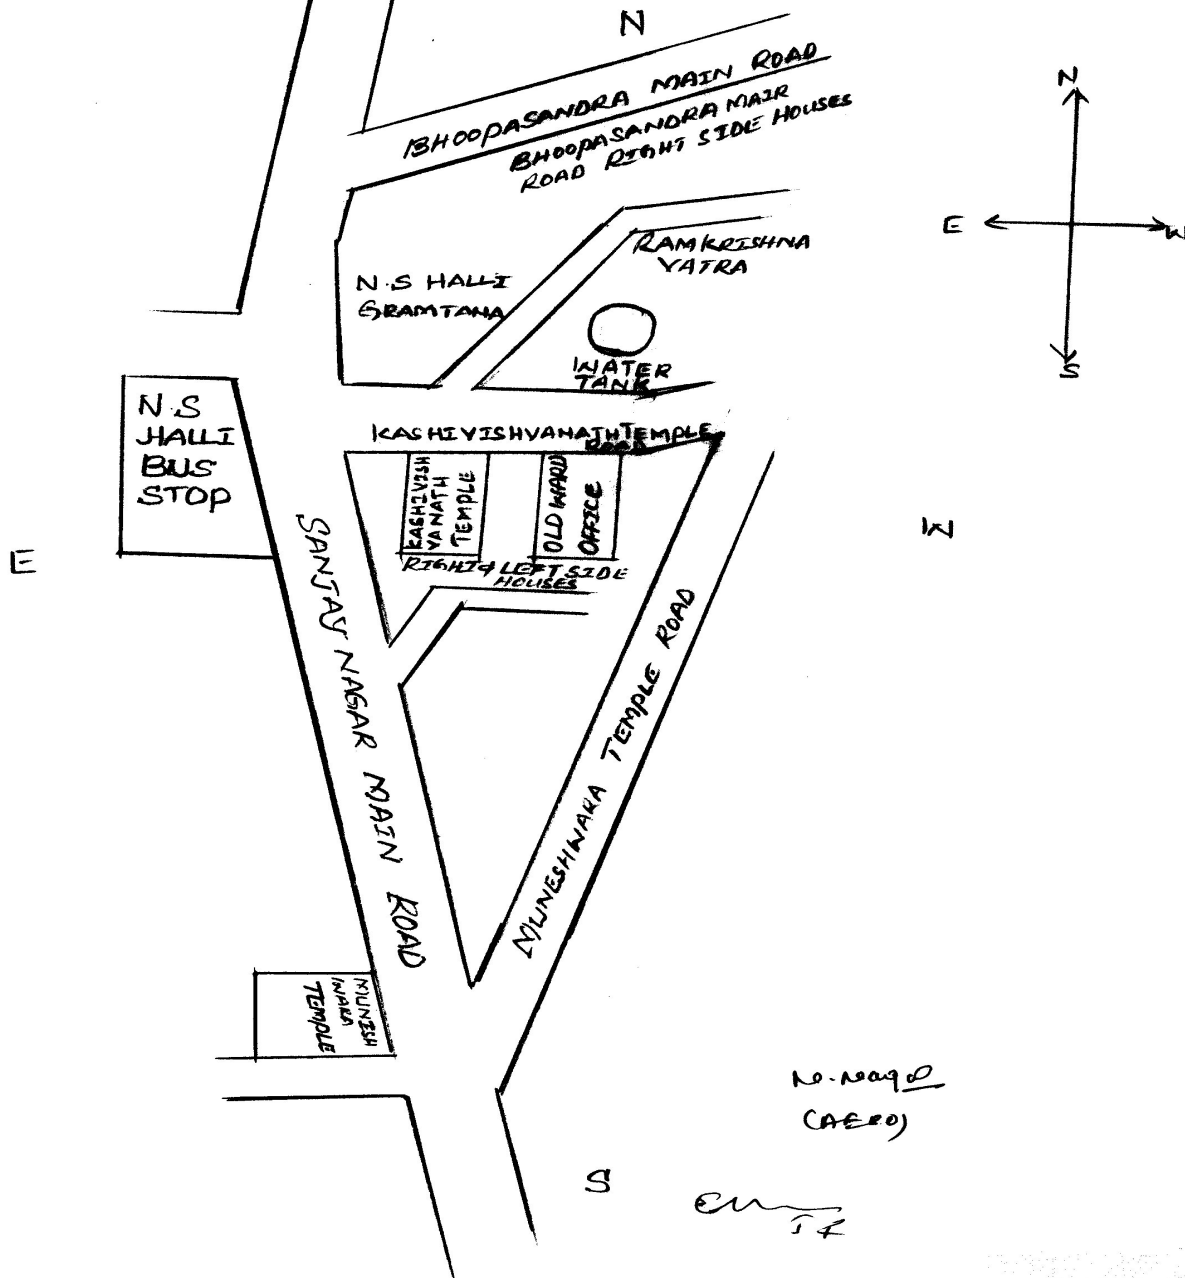 N
BHOOPASANDRA MAIN ROAD
BHOOPASANDRA MAIR
ROAD RIGHT SIDE HOUSES
N
E
W
S
RAMKRISHNA
YATRA
N.S HALLI
GRAMTANA
WATER
TANK
KASHIVISHVANATH TEMPLE
ROAD
N.S
HALLI
BUS
STOP
KASHIVISH
VANATH
TEMPLE
OLD WARD
OFFICE
RIGHT & LEFT SIDE
HOUSES
E
W
SANJAY NAGAR MAIN ROAD
MUNESHWARA TEMPLE ROAD
MUNISH
WARA
TEMPLE
(AERO)
S